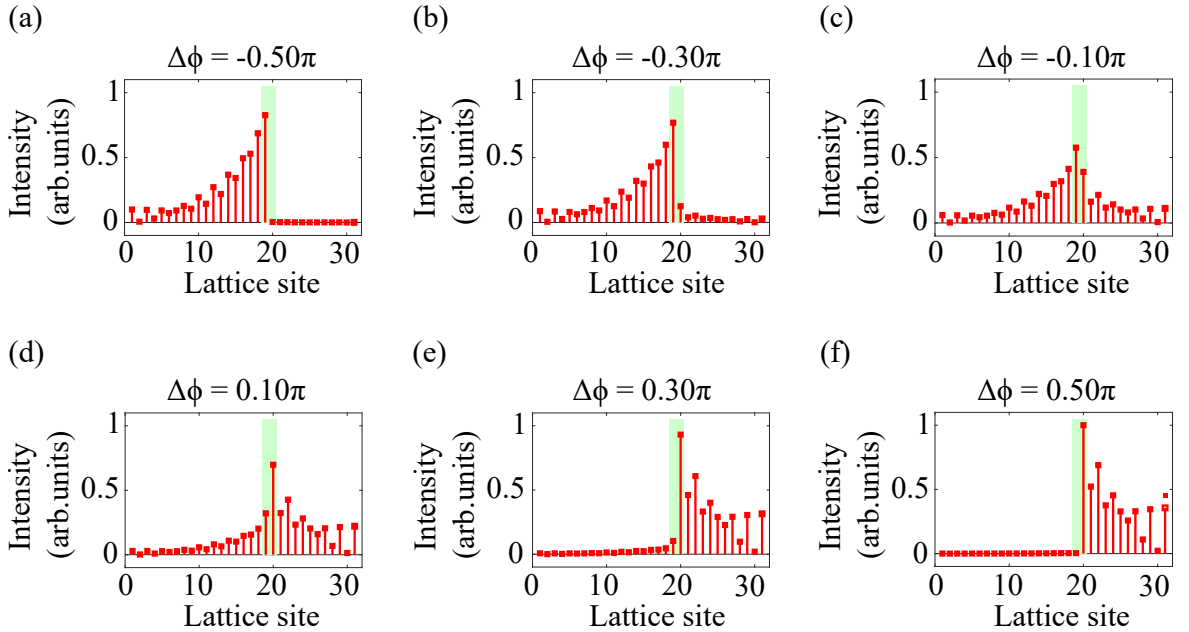 (a)
Δϕ = -0.50π
Intensity
(arb.units)
1
0.5
0
0
10
20
30
Lattice site
(b)
Δϕ = -0.30π
Intensity
(arb.units)
1
0.5
0
0
10
20
30
Lattice site
(c)
Δϕ = -0.10π
Intensity
(arb.units)
1
0.5
0
0
10
20
30
Lattice site
(d)
Δϕ = 0.10π
Intensity
(arb.units)
1
0.5
0
0
10
20
30
Lattice site
(e)
Δϕ = 0.30π
Intensity
(arb.units)
1
0.5
0
0
10
20
30
Lattice site
(f)
Δϕ = 0.50π
Intensity
(arb.units)
1
0.5
0
0
10
20
30
Lattice site